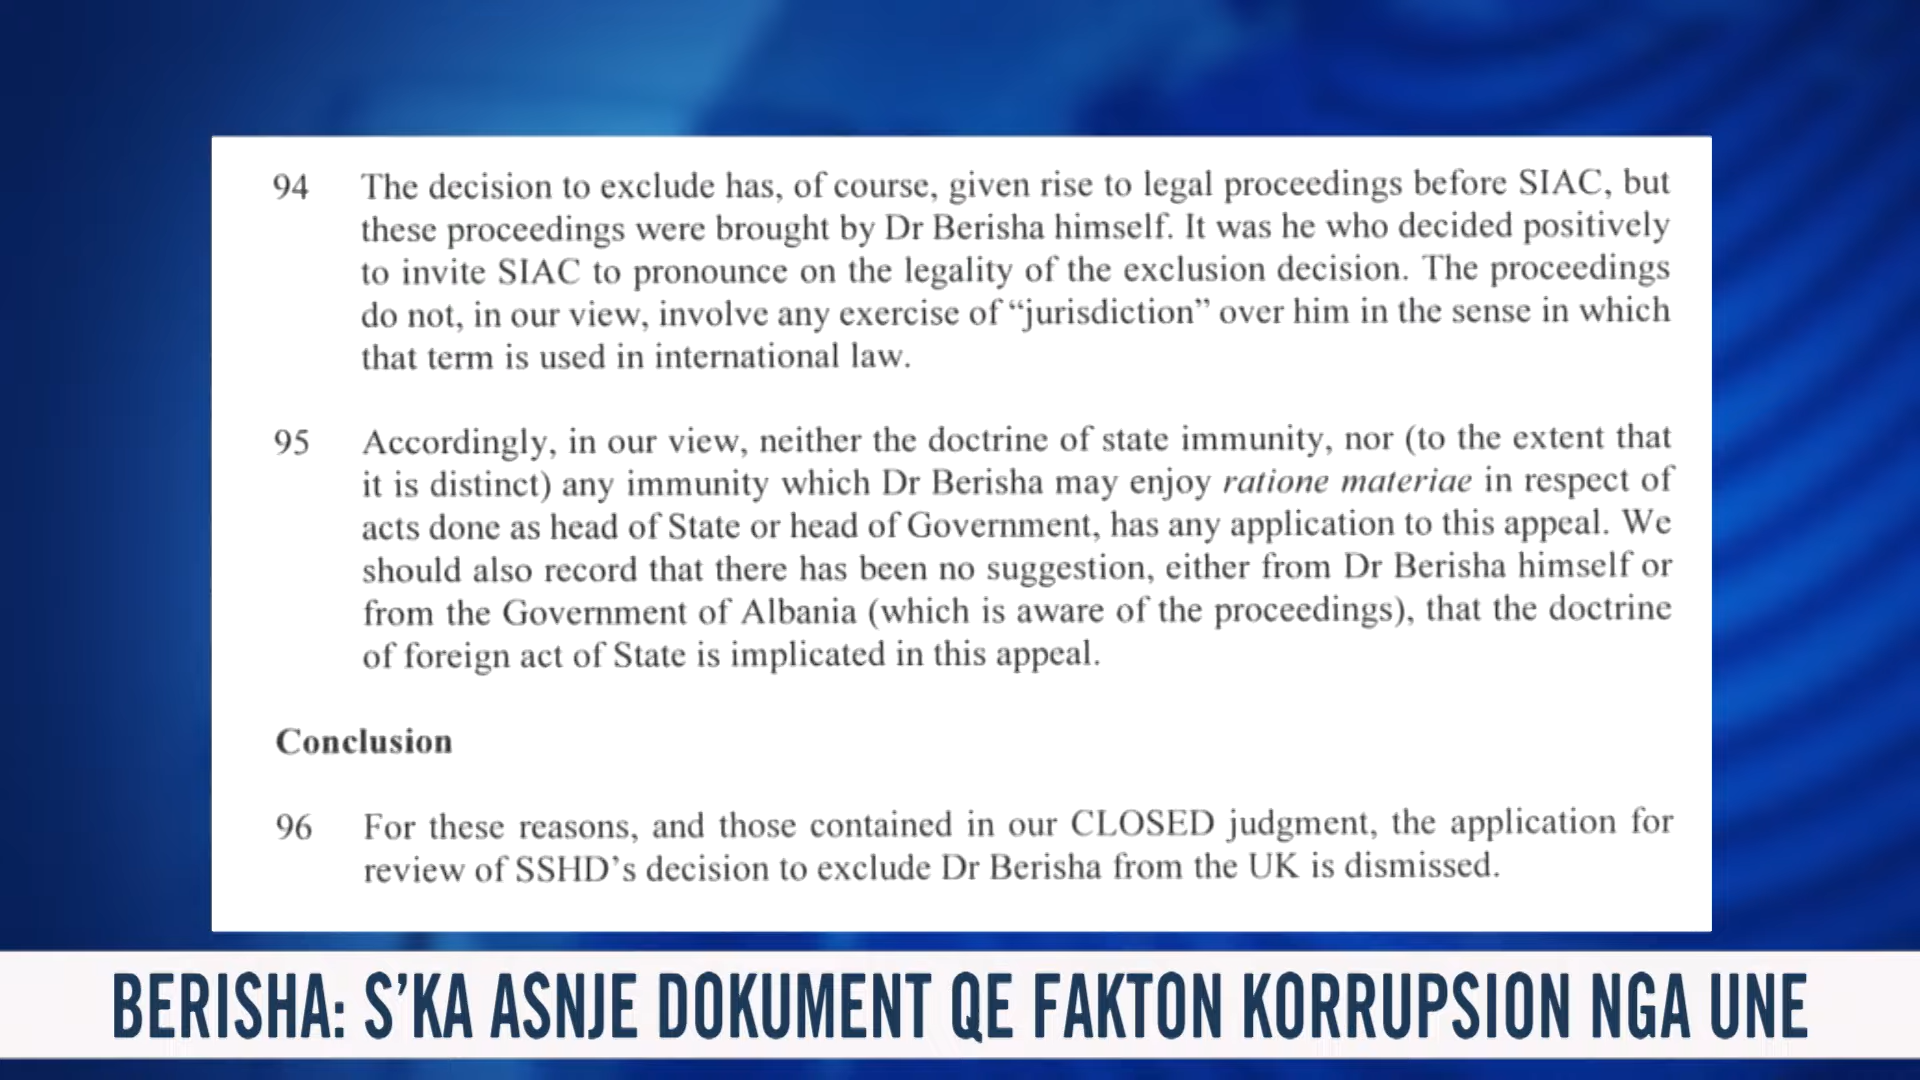 94 The decision to exclude has, of course, given rise to legal proceedings before SIAC, but
these proceedings were brought by Dr Berisha himself. It was he who decided positively
to invite SIAC to pronounce on the legality of the exclusion decision. The proceedings
do not, in our view, involve any exercise of “jurisdiction” over him in the sense in which
that term is used in international law.
95 Accordingly, in our view, neither the doctrine of state immunity, nor (to the extent that
it is distinct) any immunity which Dr Berisha may enjoy ratione materiae in respect of
acts done as head of State or head of Government, has any application to this appeal. We
should also record that there has been no suggestion, either from Dr Berisha himself or
from the Government of Albania (which is aware of the proceedings), that the doctrine
of foreign act of State is implicated in this appeal.
Conclusion
96 For these reasons, and those contained in our CLOSED judgment, the application for
review of SSHD’s decision to exclude Dr Berisha from the UK is dismissed.
BERISHA: S’KA ASNJE DOKUMENT QE FAKTON KORRUPSION NGA UNE